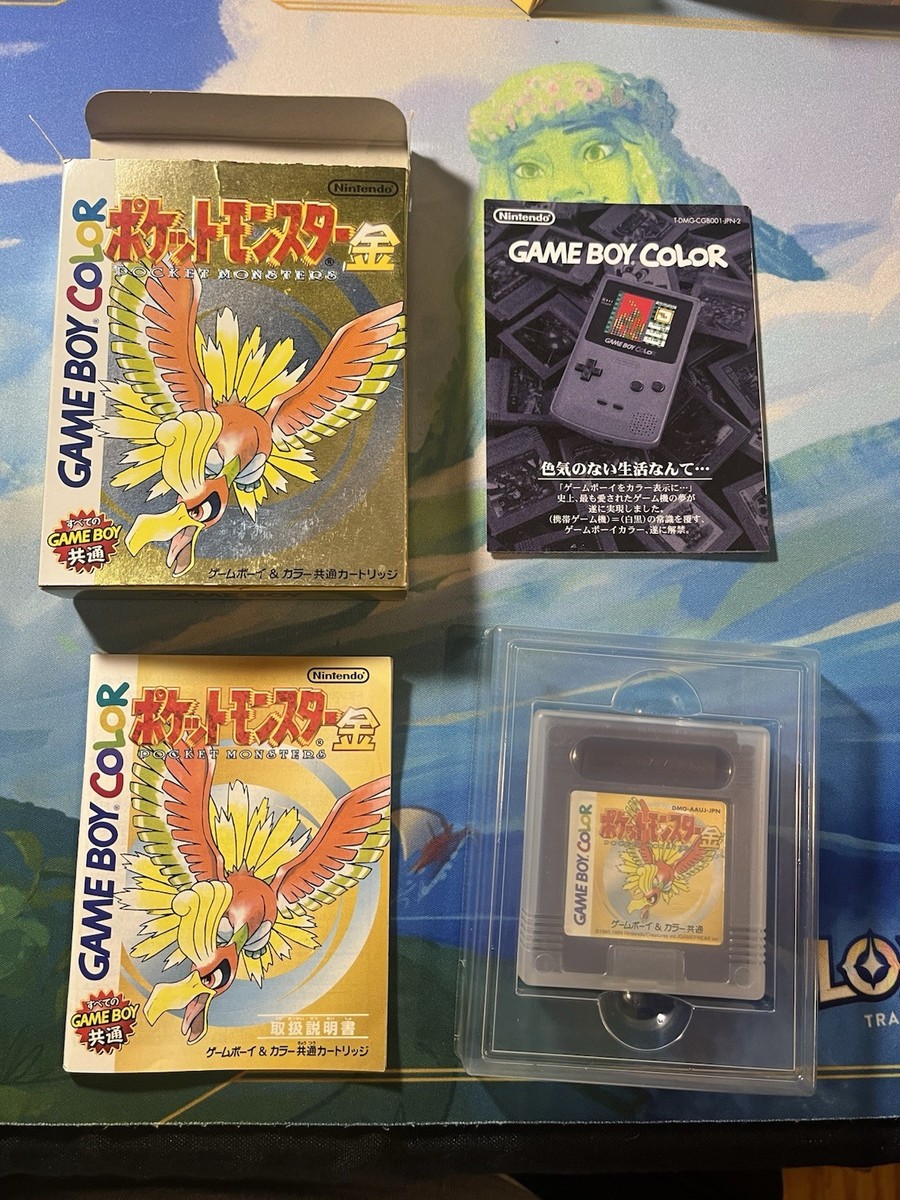 Nintendo®
GAME BOY COLOR
ポケットモンスター金
POCKET MONSTERS
すべての
GAME BOY
共通
ゲームボーイ & カラー共通カートリッジ
Nintendo®
T-DMG-CGB001-JPN-2
GAME BOY COLOR
GAME BOY COLOR
色気のない生活なんて…
「ゲームボーイをカラー表示に…」
史上、最も愛されたゲーム機の夢が
遂に実現しました。
(携帯ゲーム機)=(白黒)の常識を覆す、
ゲームボーイカラー、遂に解禁。
Nintendo®
GAME BOY COLOR
ポケットモンスター金
POCKET MONSTERS
すべての
GAME BOY
共通
取扱説明書
ゲームボーイ & カラー共通カートリッジ
DMG-AAUJ-JPN
GAME BOY COLOR
ポケットモンスター金
POCKET MONSTERS
ゲームボーイ & カラー共通
TRA